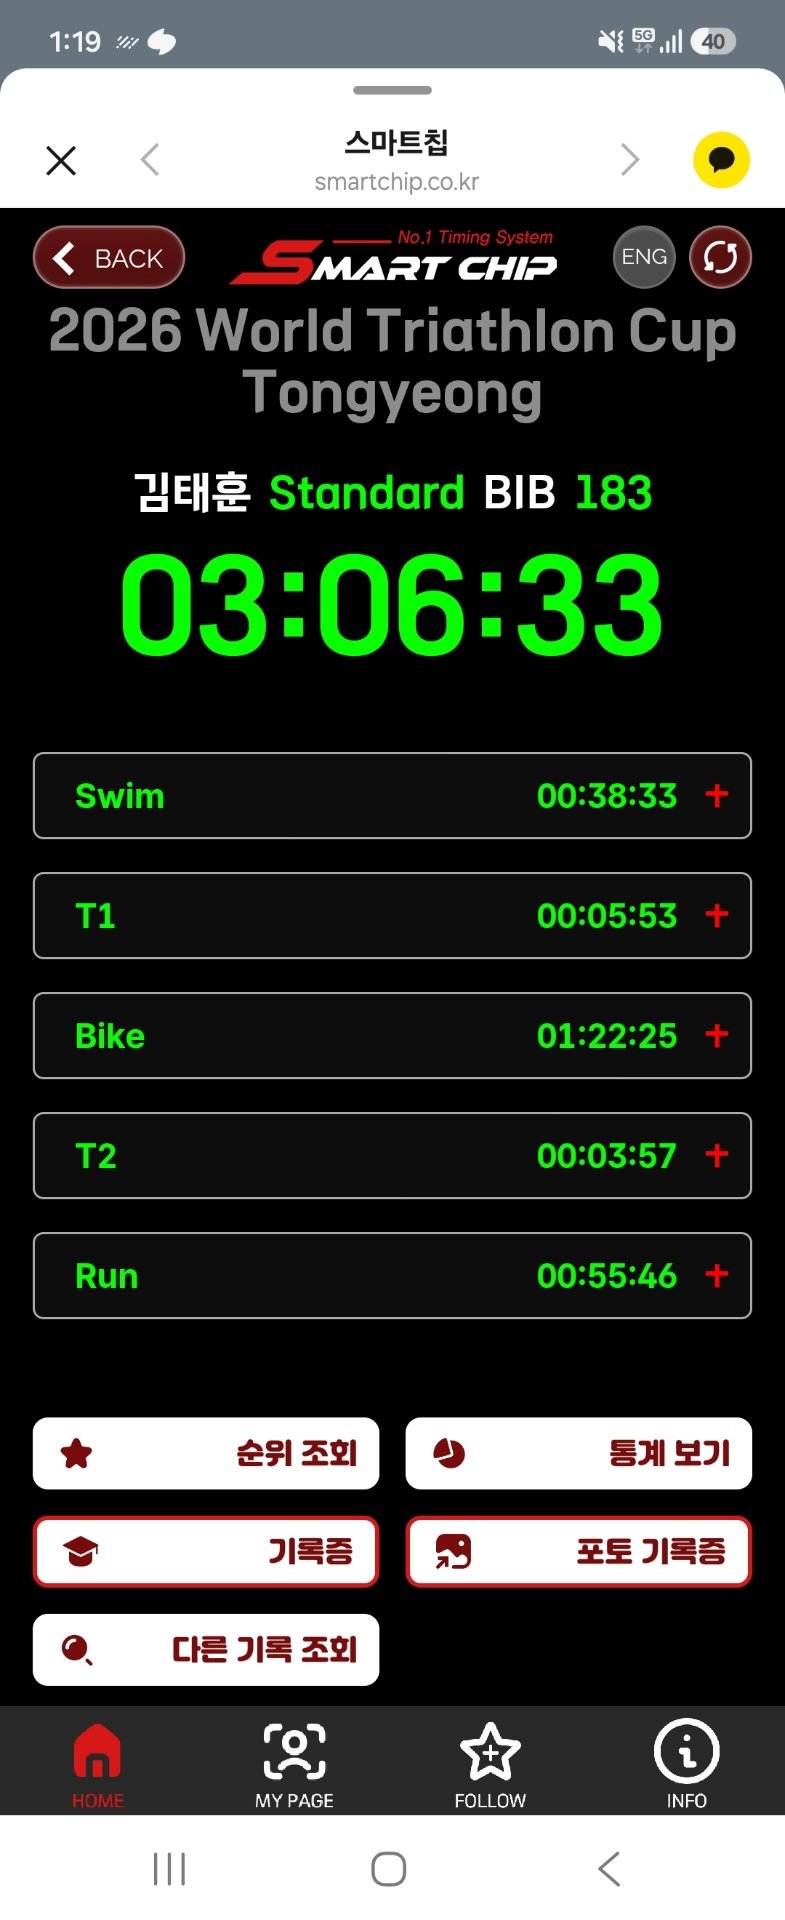 1:19 5G 40
스마트칩
smartchip.co.kr
BACK
No.1 Timing System
SMART CHIP
ENG
2026 World Triathlon Cup
Tongyeong
김태훈 Standard BIB 183
03:06:33
Swim 00:38:33 +
T1 00:05:53 +
Bike 01:22:25 +
T2 00:03:57 +
Run 00:55:46 +
순위 조회 통계 보기
기록증 포토 기록증
다른 기록 조회
HOME MY PAGE FOLLOW INFO